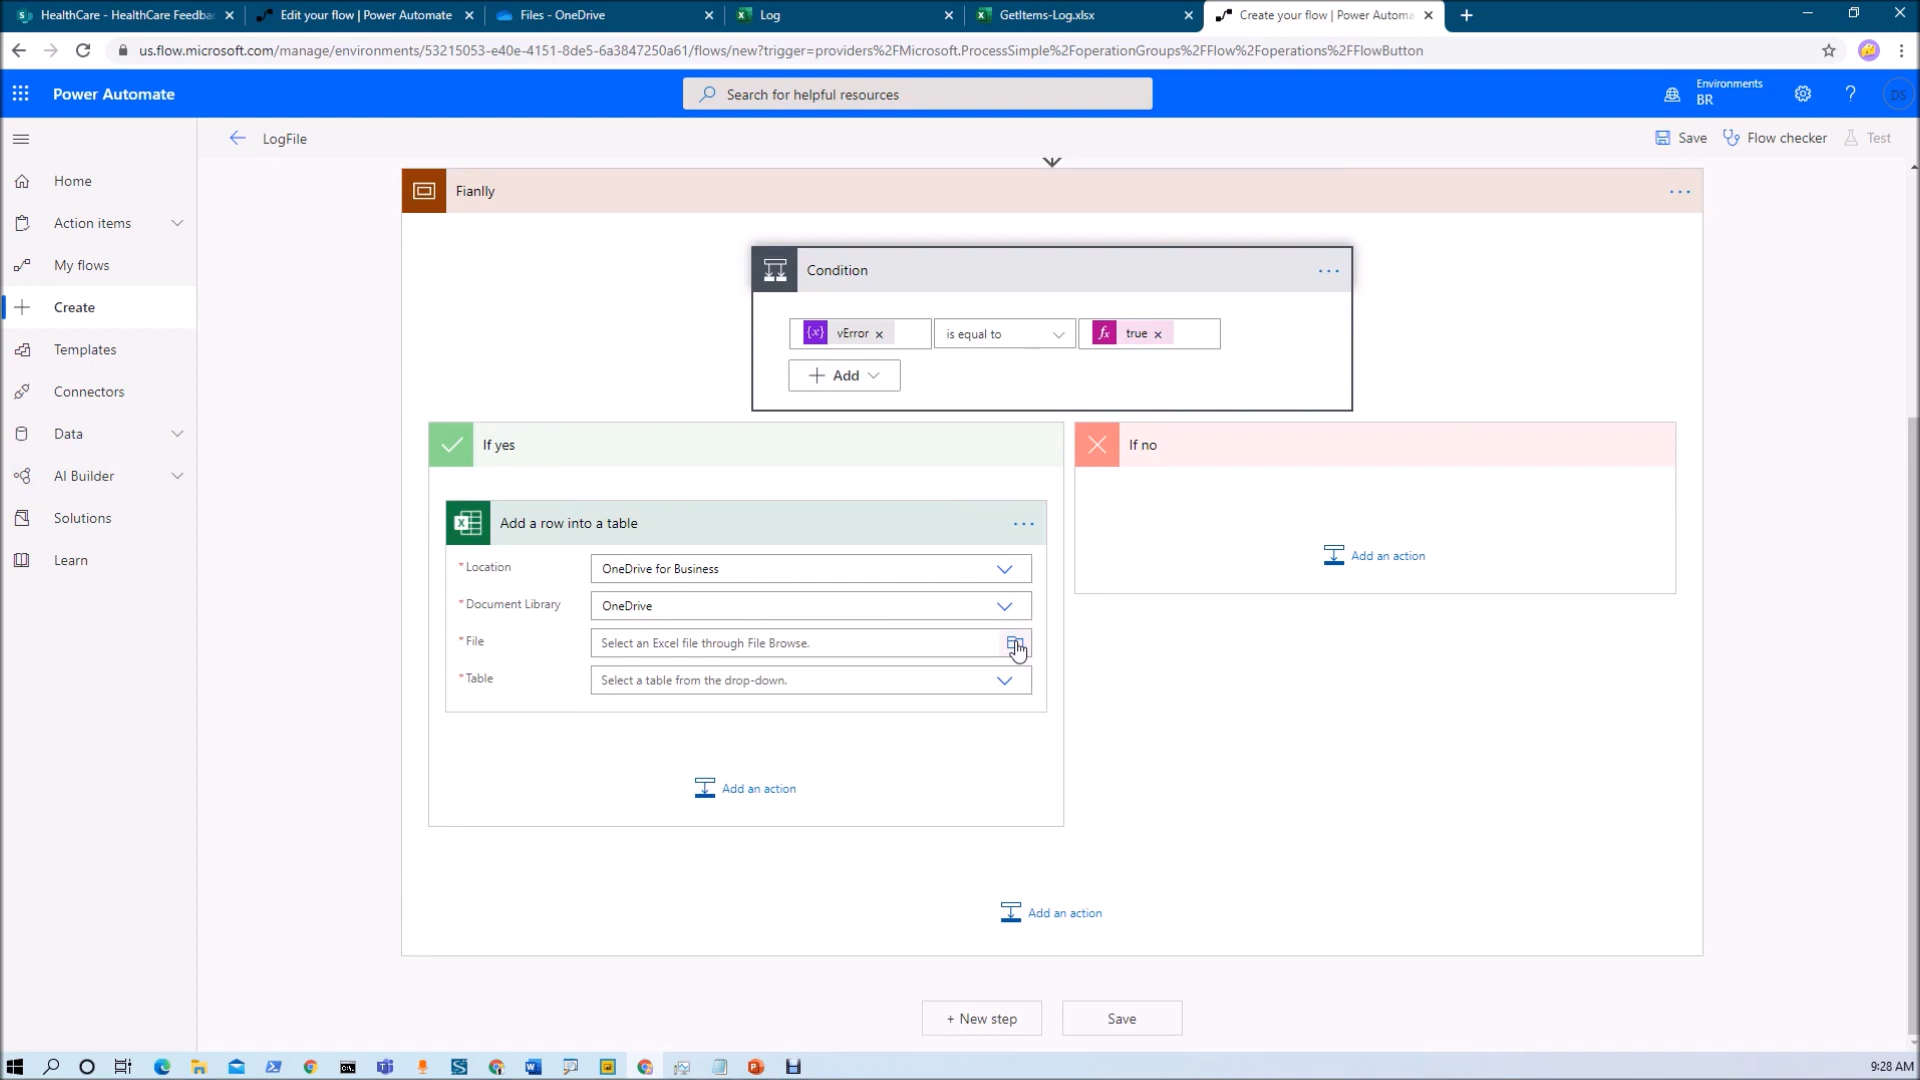 HealthCare - HealthCare Feedba
Edit your flow | Power Automate
Files - OneDrive
Log
GetItems-Log.xlsx
Create your flow | Power Automa
us.flow.microsoft.com/manage/environments/53215053-e40e-4151-8de5-6a3847250a61/flows/new?trigger=providers%2FMicrosoft.ProcessSimple%2FoperationGroups%2FFlow%2Foperations%2FFlowButton
Power Automate
Search for helpful resources
Environments
BR
DS
LogFile
Save
Flow checker
Test
Home
Action items
My flows
Create
Templates
Connectors
Data
AI Builder
Solutions
Learn
Fianlly
Condition
{x} vError
is equal to
fx true
Add
If yes
If no
Add a row into a table
* Location
OneDrive for Business
* Document Library
OneDrive
* File
Select an Excel file through File Browse.
* Table
Select a table from the drop-down.
Add an action
Add an action
Add an action
+ New step
Save
9:28 AM